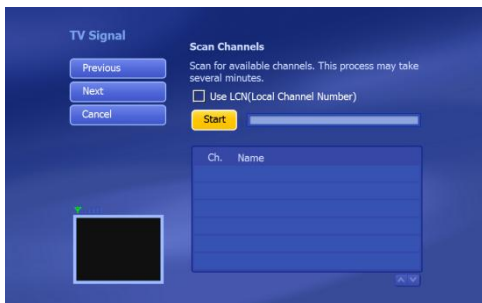 TV Signal
Previous
Next
Cancel
Scan Channels
Scan for available channels. This process may take
several minutes.
Use LCN(Local Channel Number)
Start
Ch. Name